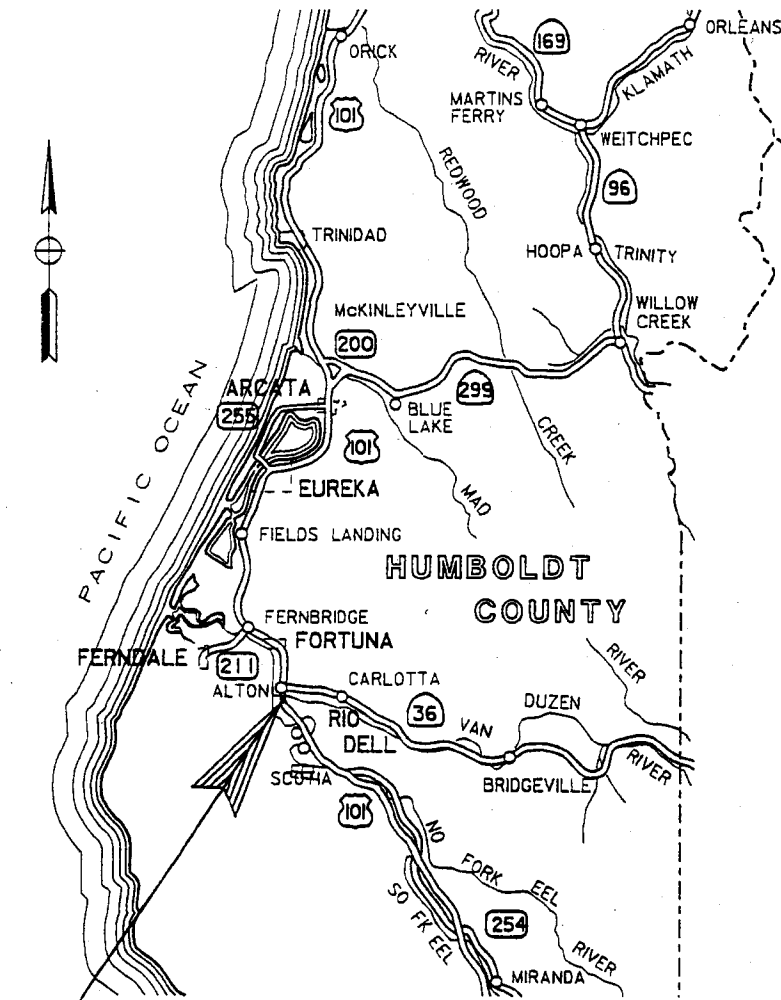 ORICK
169
ORLEANS
RIVER
KLAMATH
MARTINS
FERRY
101
WEITCHPEC
REDWOOD
96
TRINIDAD
HOOPA
TRINITY
McKINLEYVILLE
WILLOW
CREEK
200
ARCATA
299
255
BLUE
LAKE
CREEK
101
PACIFIC OCEAN
EUREKA
MAD
FIELDS LANDING
HUMBOLDT
COUNTY
FERNBRIDGE
FORTUNA
FERNDALE
211
RIVER
ALTON
CARLOTTA
RIO
DELL
36
VAN
DUZEN
RIVER
SCOTIA
BRIDGEVILLE
101
NO
FORK
EEL
SO FK EEL
254
RIVER
MIRANDA